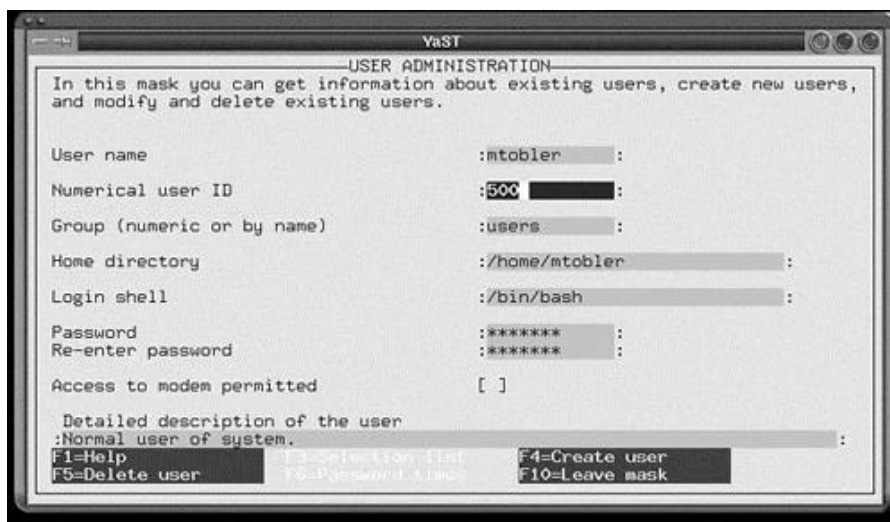 YaST
USER ADMINISTRATION
In this mask you can get information about existing users, create new users,
and modify and delete existing users.
User name :mtobler :
Numerical user ID :500 :
Group (numeric or by name) :users :
Home directory :/home/mtobler :
Login shell :/bin/bash :
Password :******* :
Re-enter password :******* :
Access to modem permitted [ ]
Detailed description of the user
:Normal user of system. :
F1=Help F3=Selection list F4=Create user
F5=Delete user F6=Password times F10=Leave mask